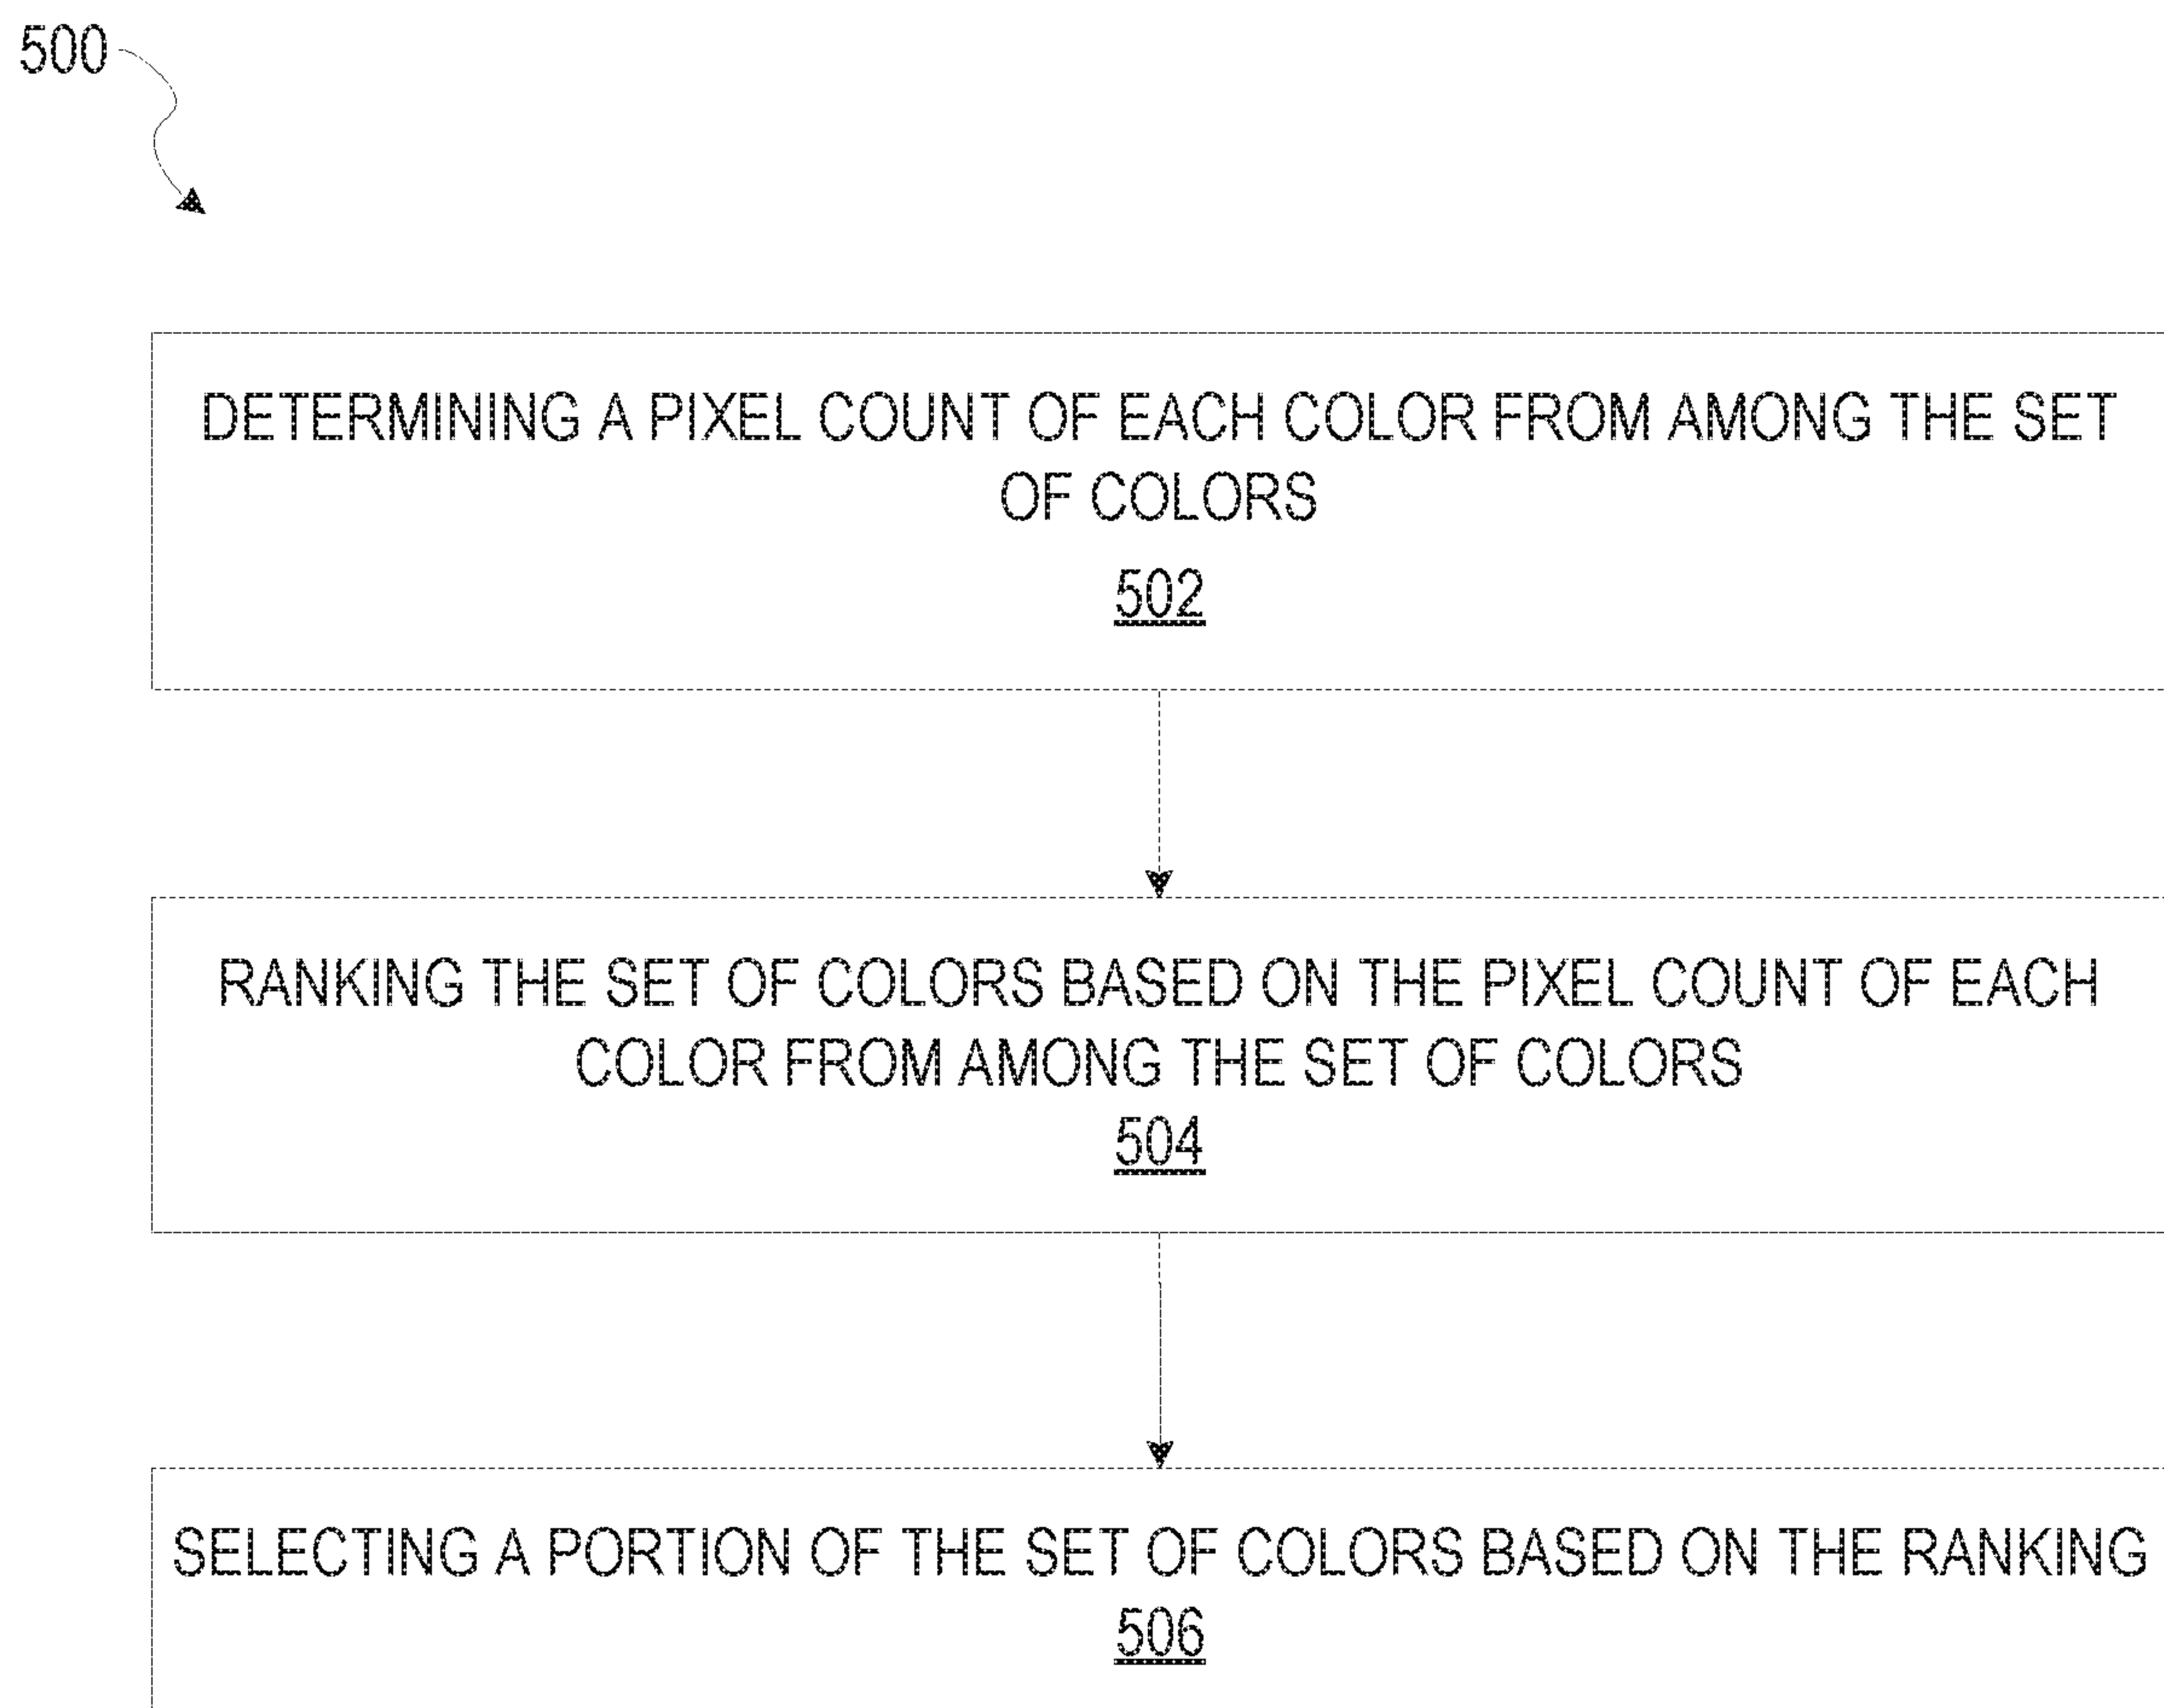 500
DETERMINING A PIXEL COUNT OF EACH COLOR FROM AMONG THE SET
OF COLORS
502
RANKING THE SET OF COLORS BASED ON THE PIXEL COUNT OF EACH
COLOR FROM AMONG THE SET OF COLORS
504
SELECTING A PORTION OF THE SET OF COLORS BASED ON THE RANKING
506